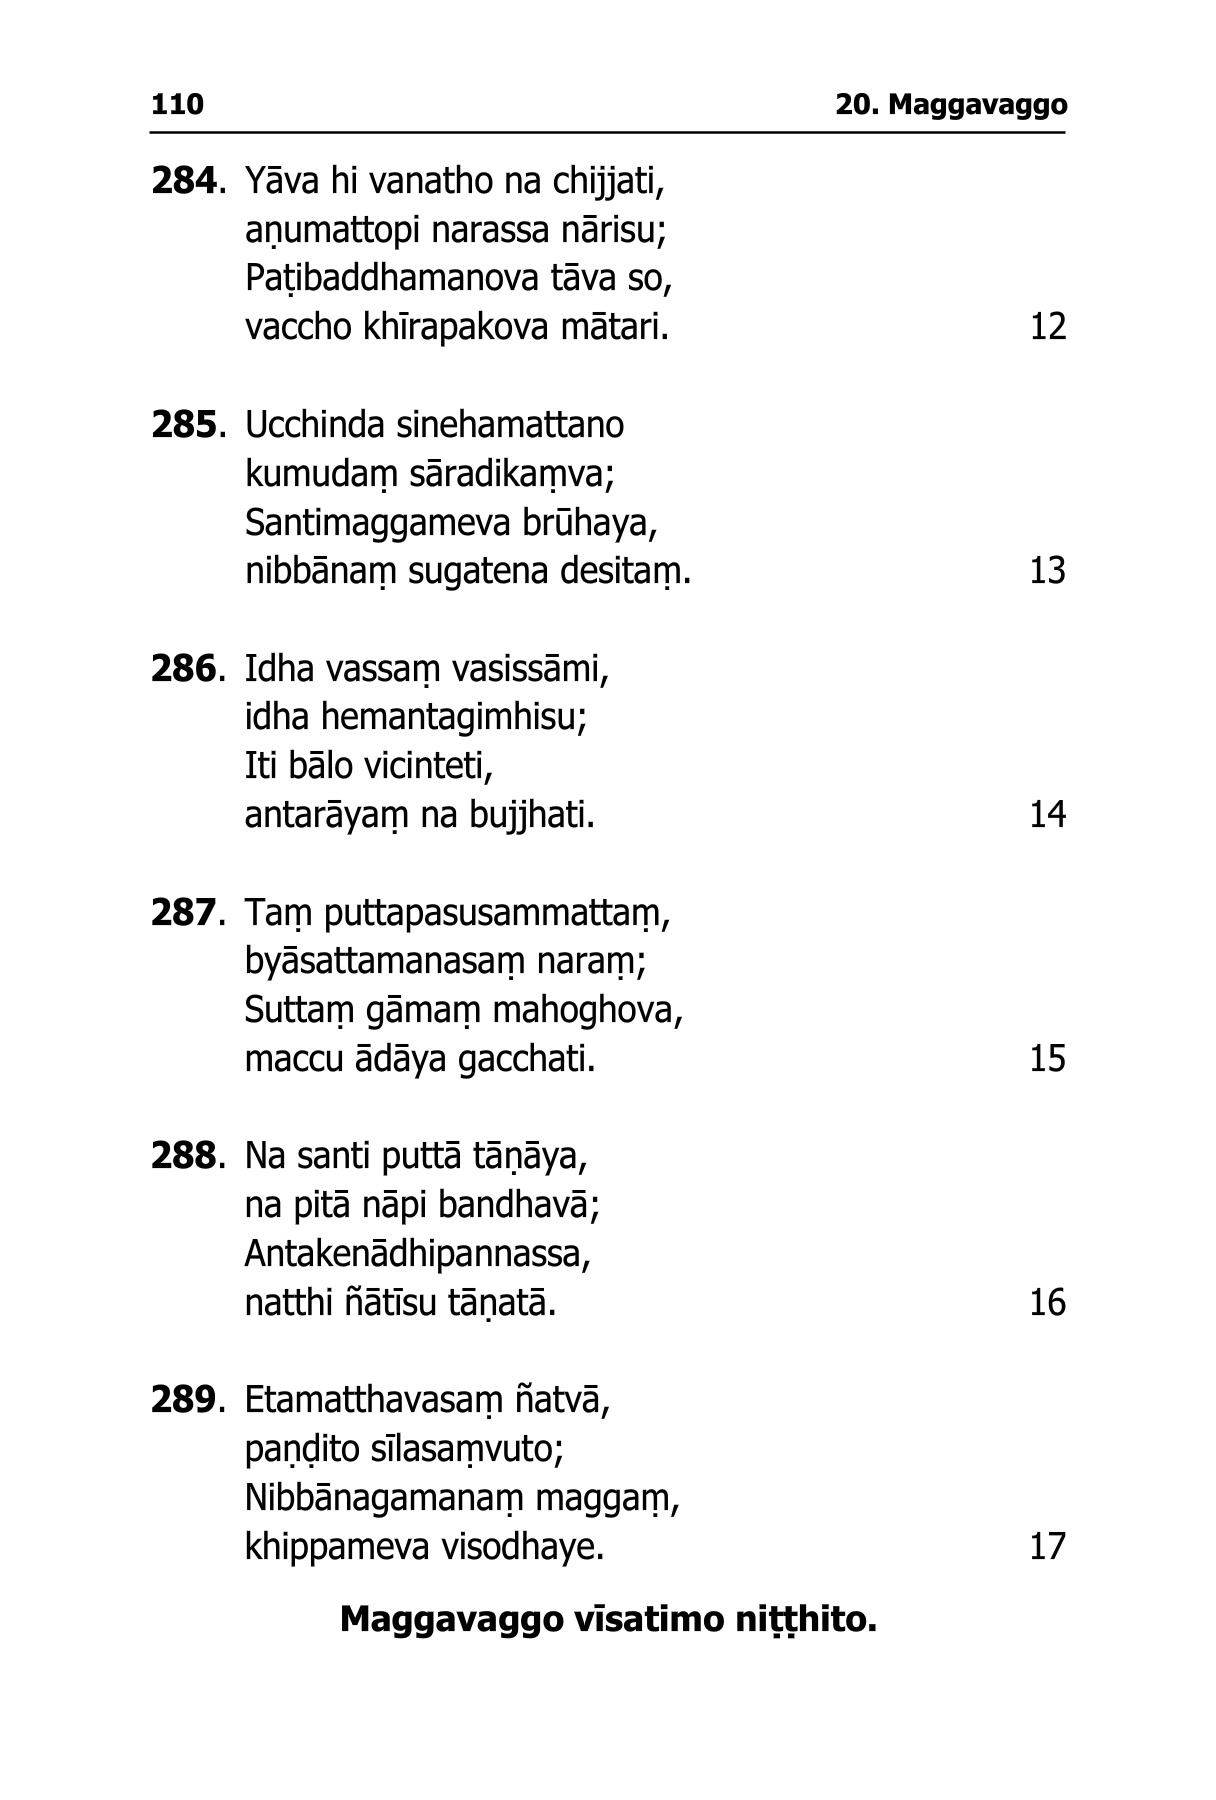 110 20. Maggavaggo
284. Yāva hi vanatho na chijjati,
aṇumattopi narassa nārisu;
Paṭibaddhamanova tāva so,
vaccho khīrapakova mātari. 12
285. Ucchinda sinehamattano
kumudaṃ sāradikaṃva;
Santimaggameva brūhaya,
nibbānaṃ sugatena desitaṃ. 13
286. Idha vassaṃ vasissāmi,
idha hemantagimhisu;
Iti bālo vicinteti,
antarāyaṃ na bujjhati. 14
287. Taṃ puttapasusammattaṃ,
byāsattamanasaṃ naraṃ;
Suttaṃ gāmaṃ mahoghova,
maccu ādāya gacchati. 15
288. Na santi puttā tāṇāya,
na pitā nāpi bandhavā;
Antakenādhipannassa,
natthi ñātīsu tāṇatā. 16
289. Etamatthavasaṃ ñatvā,
paṇḍito sīlasaṃvuto;
Nibbānagamanaṃ maggaṃ,
khippameva visodhaye. 17
Maggavaggo vīsatimo niṭṭhito.